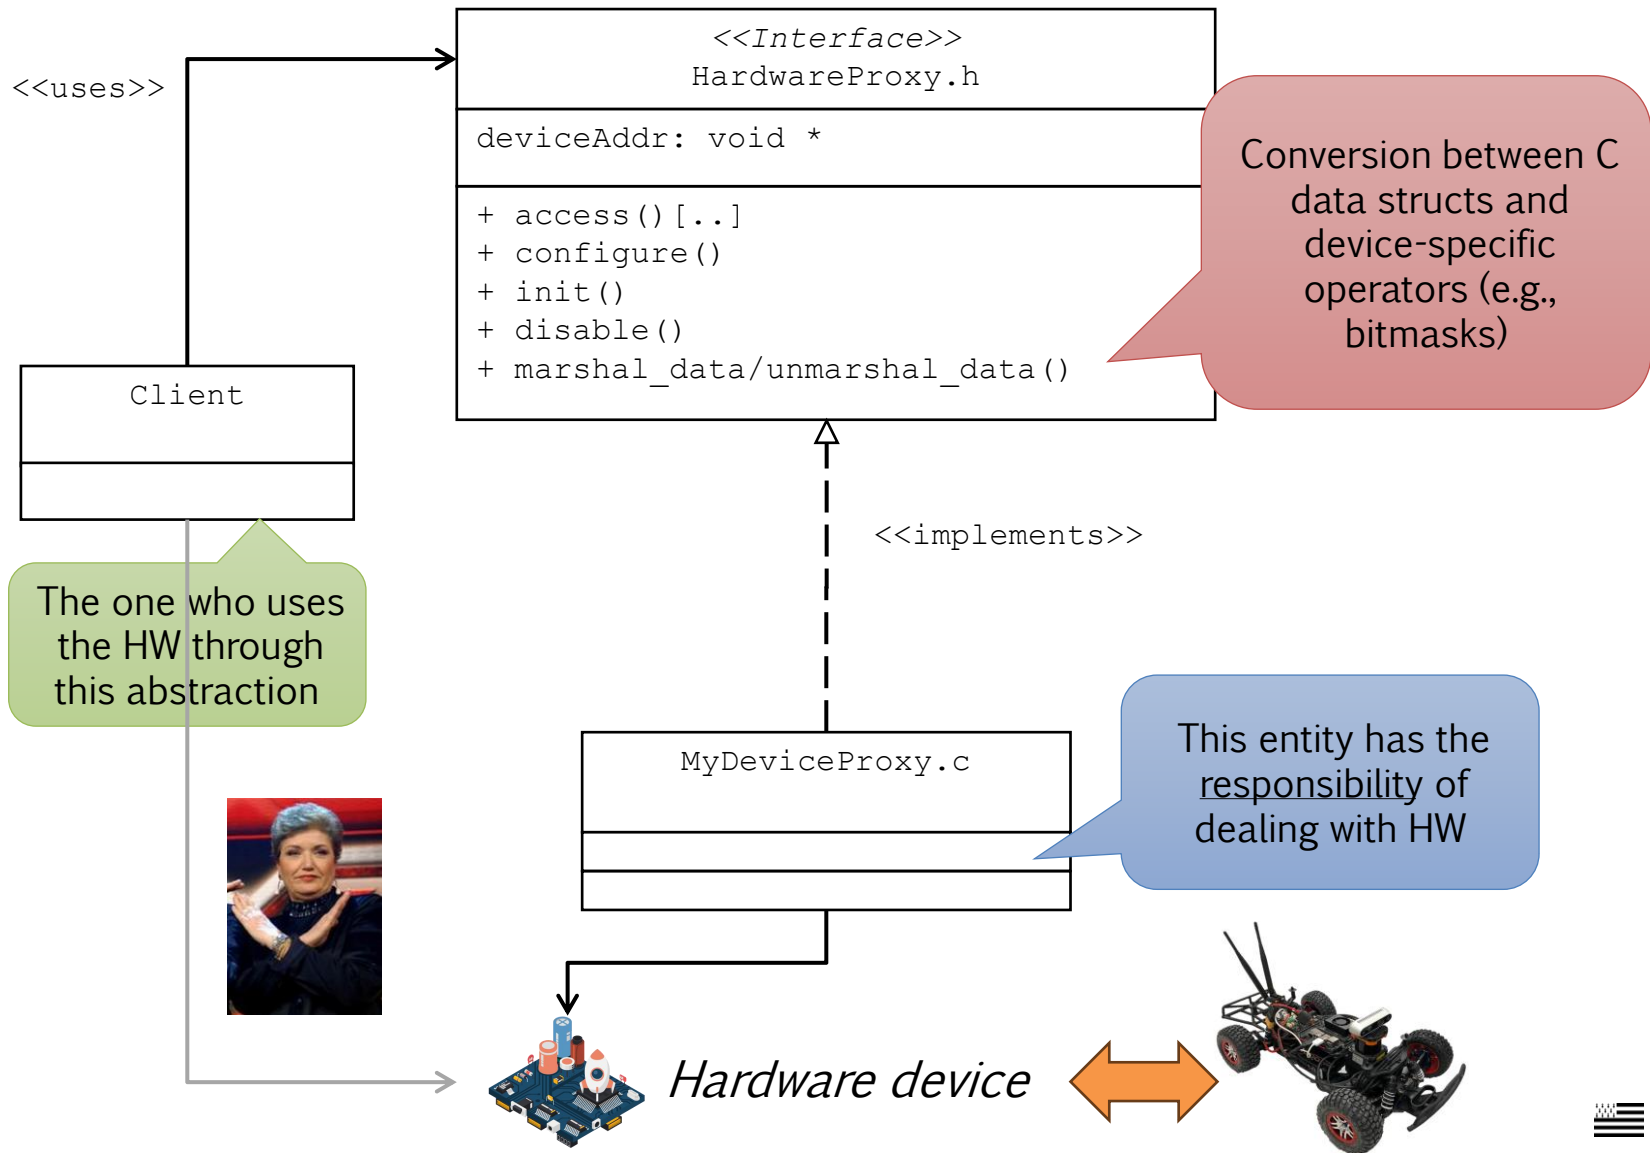 <<Interface>>
HardwareProxy.h
<<uses>>
deviceAddr: void *
+ access()[..]
+ configure()
+ init()
+ disable()
+ marshal_data/unmarshal_data()
Conversion between C
data structs and
device-specific
operators (e.g.,
bitmasks)
Client
<<implements>>
The one who uses
the HW through
this abstraction
MyDeviceProxy.c
This entity has the
responsibility of
dealing with HW
Hardware device